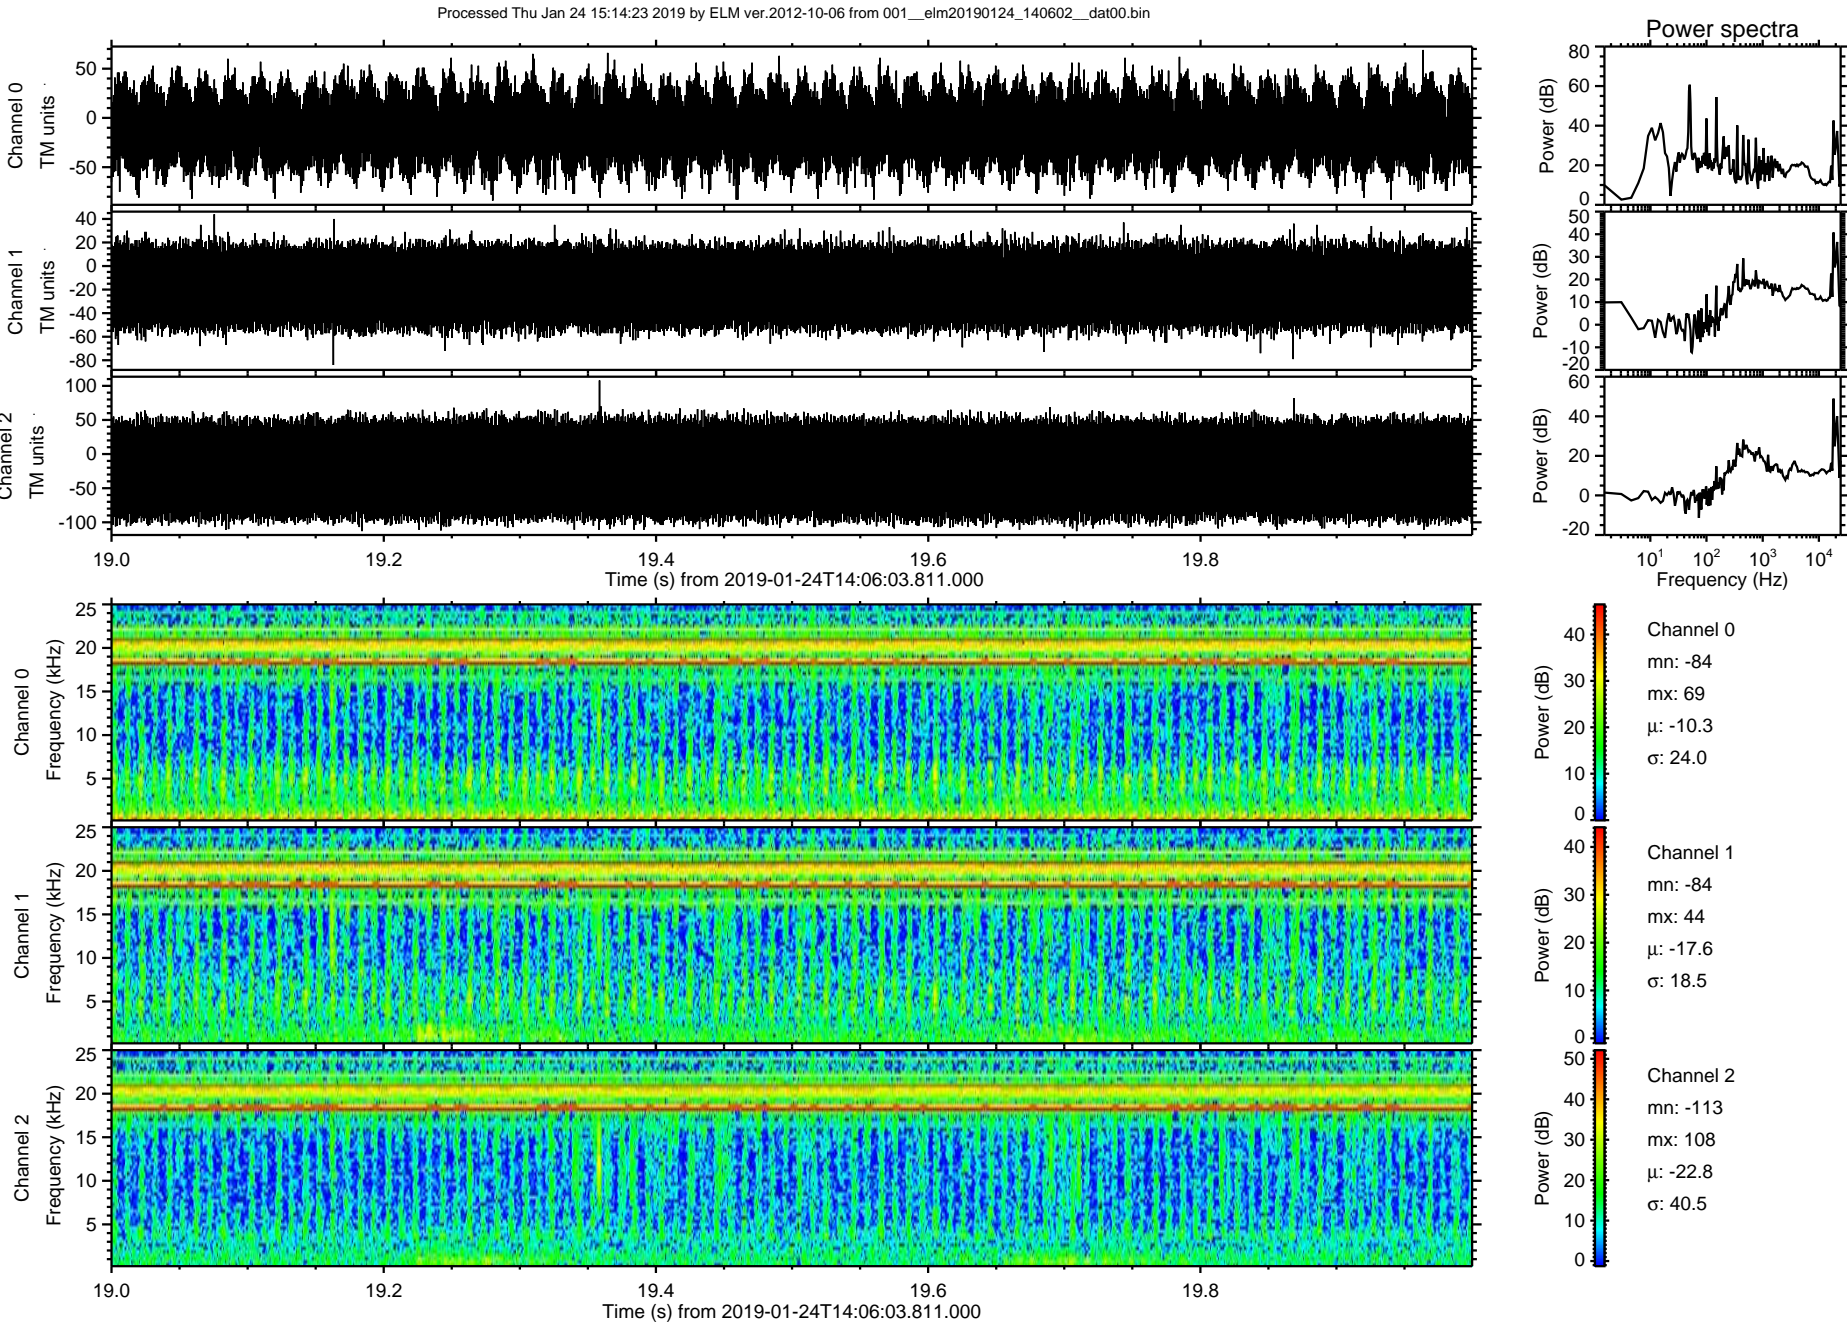 Processed Thu Jan 24 15:14:23 2019 by ELM ver.2012-10-06 from 001__elm20190124_140602__dat00.bin
Power spectra
Channel 0
TM units
50
0
-50
Power (dB)
80
60
40
20
0
Channel 1
TM units
40
20
0
-20
-40
-60
-80
Power (dB)
50
40
30
20
10
0
-10
-20
Channel 2
TM units
100
50
0
-50
-100
Power (dB)
60
40
20
0
-20
19.0 19.2 19.4 19.6 19.8
Time (s) from 2019-01-24T14:06:03.811.000
10¹ 10² 10³ 10⁴
Frequency (Hz)
Channel 0
Frequency (kHz)
25
20
15
10
5
Power (dB)
40
30
20
10
0
Channel 0
mn: -84
mx: 69
μ: -10.3
σ: 24.0
Channel 1
Frequency (kHz)
25
20
15
10
5
Power (dB)
40
30
20
10
0
Channel 1
mn: -84
mx: 44
μ: -17.6
σ: 18.5
Channel 2
Frequency (kHz)
25
20
15
10
5
Power (dB)
50
40
30
20
10
0
Channel 2
mn: -113
mx: 108
μ: -22.8
σ: 40.5
19.0 19.2 19.4 19.6 19.8
Time (s) from 2019-01-24T14:06:03.811.000